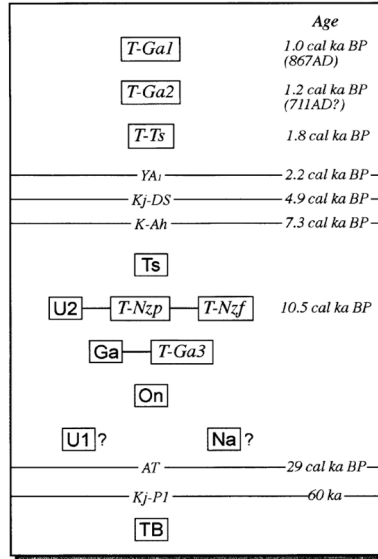 Age
T-Ga1 1.0 cal ka BP
(867AD)
T-Ga2 1.2 cal ka BP
(711AD?)
T-Ts 1.8 cal ka BP
YA1 2.2 cal ka BP
Kj-DS 4.9 cal ka BP
K-Ah 7.3 cal ka BP
Ts
U2 T-Nzp T-Nzf 10.5 cal ka BP
Ga T-Ga3
On
U1? Na?
AT 29 cal ka BP
Kj-P1 60 ka
TB